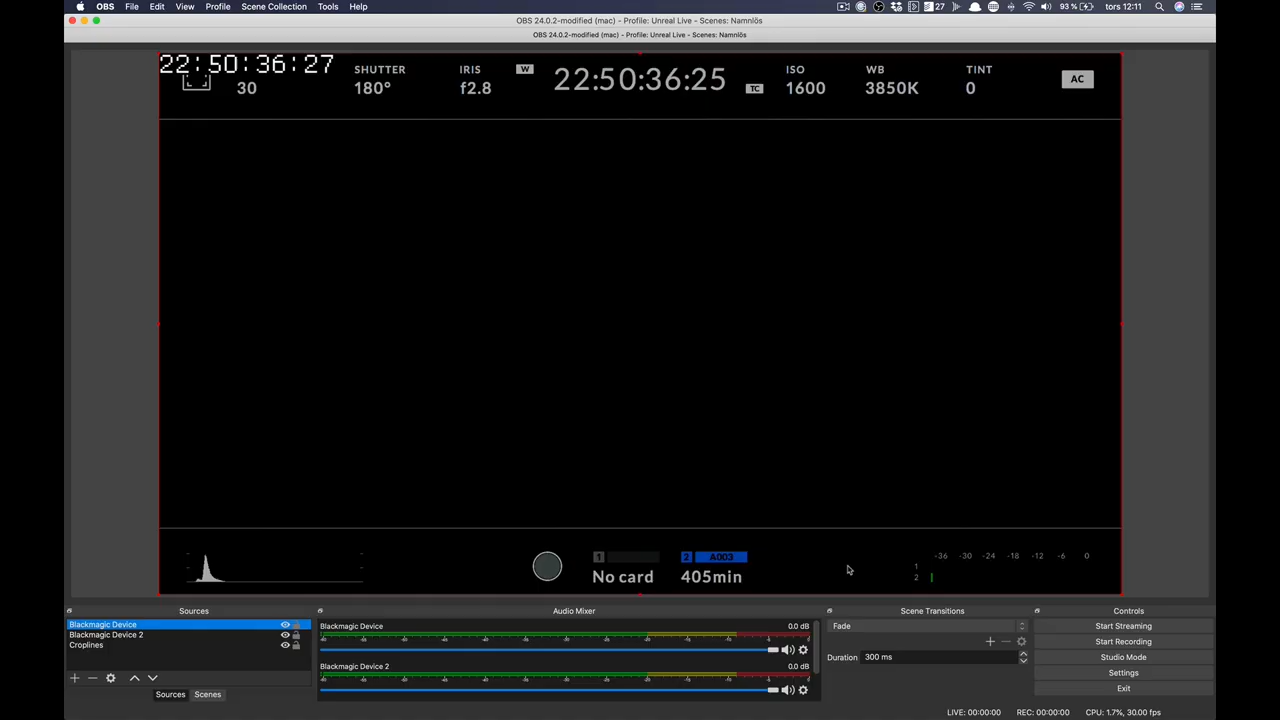 OBS File Edit View Profile Scene Collection Tools Help 27 93 % tors 12:11
OBS 24.0.2-modified (mac) - Profile: Unreal Live - Scenes: Namnlös
OBS 24.0.2-modified (mac) - Profile: Unreal Live - Scenes: Namnlös
22:50:36:27
SHUTTER IRIS W 22:50:36:25 TC ISO WB TINT AC
30 180° f2.8 1600 3850K 0
1 2 A003
No card 405min
-36 -30 -24 -18 -12 -6 0
1
2
Sources Audio Mixer Scene Transitions Controls
Blackmagic Device
Blackmagic Device 2
Croplines
Sources Scenes
Blackmagic Device 0.0 dB
Blackmagic Device 2 0.0 dB
Fade
Duration 300 ms
Start Streaming
Start Recording
Studio Mode
Settings
Exit
LIVE: 00:00:00 REC: 00:00:00 CPU: 1.7%, 30.00 fps